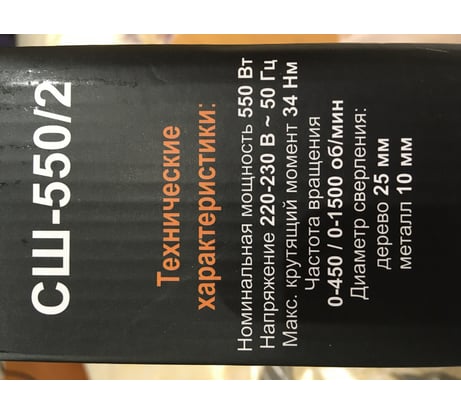 СШ-550/2
Технические
характеристики:
Номинальная мощность 550 Вт
Напряжение 220-230 В ~ 50 Гц
Макс. крутящий момент 34 Нм
Частота вращения
0-450 / 0-1500 об/мин
Диаметр сверления:
дерево 25 мм
металл 10 мм